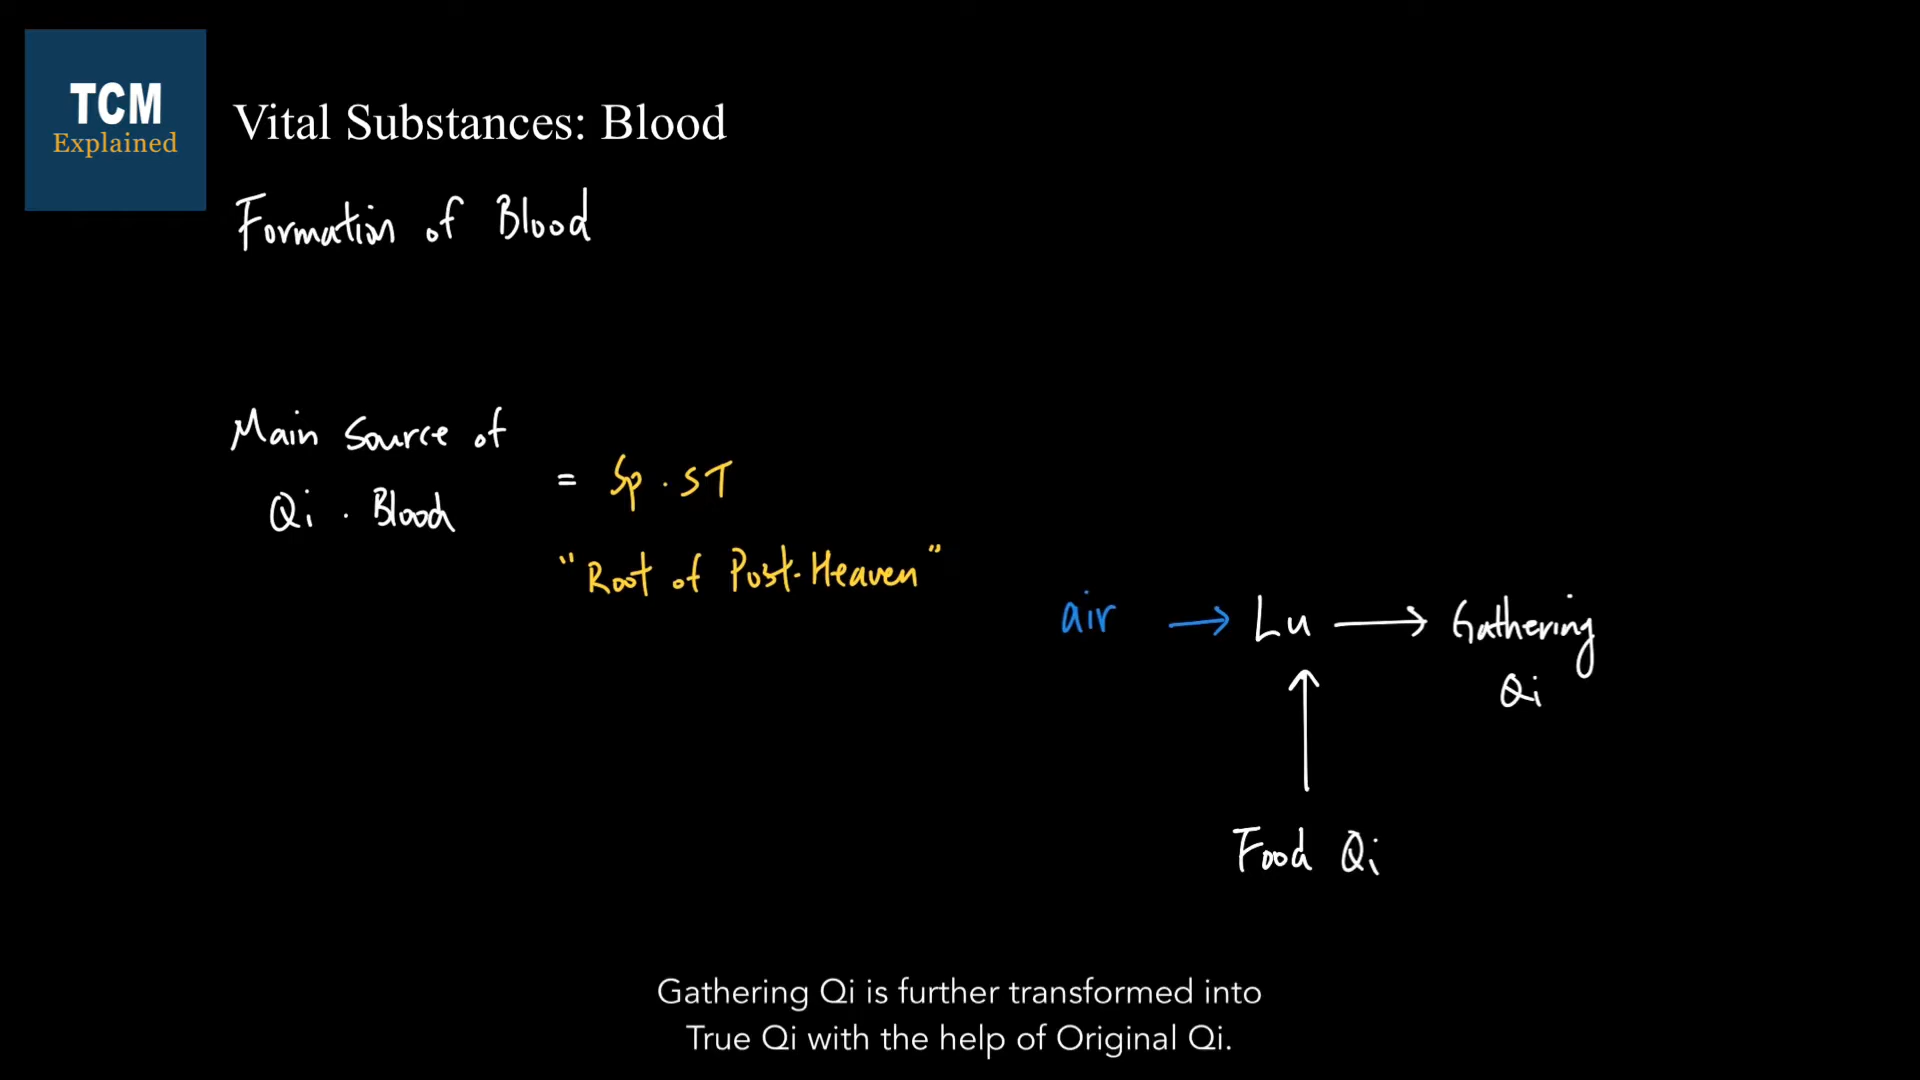 TCM
Explained
Vital Substances: Blood
Formation of Blood
Main Source of
Qi · Blood
= Sp · ST
"Root of Post-Heaven"
air → Lu → Gathering
Qi
↑
Food Qi
Gathering Qi is further transformed into
True Qi with the help of Original Qi.